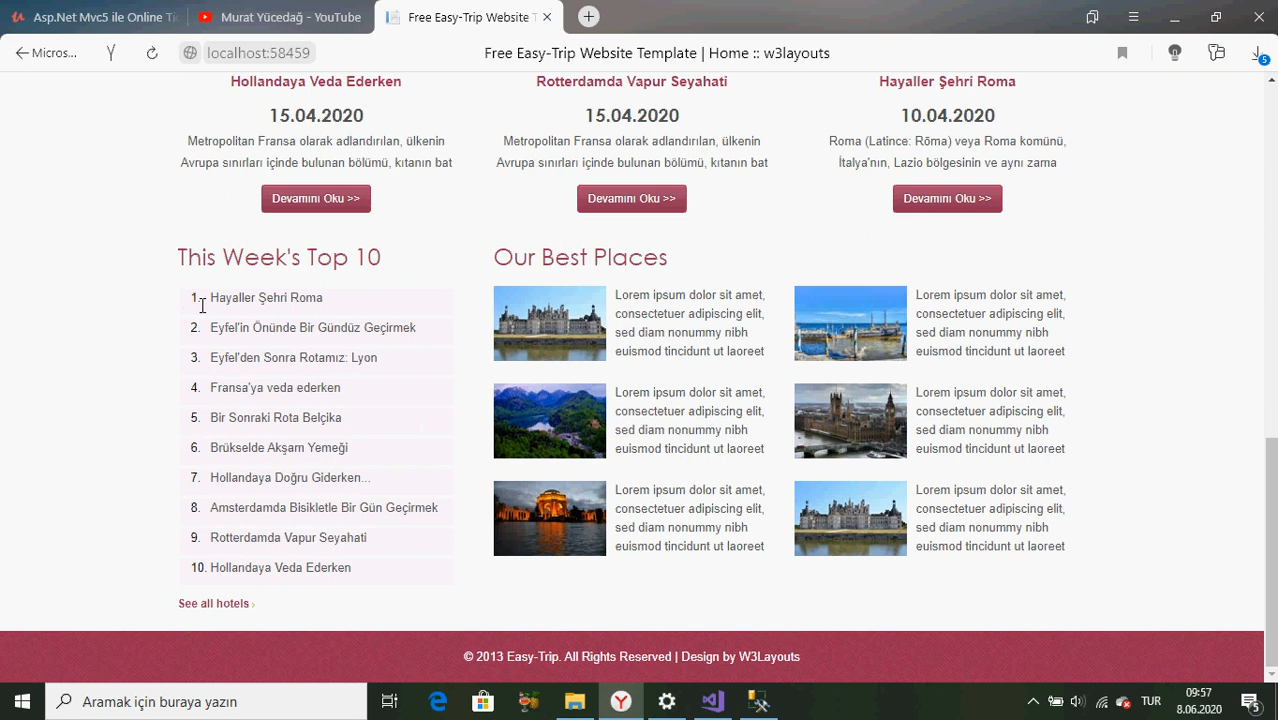 Asp.Net Mvc5 ile Online Ti
Murat Yücedağ - YouTube
Free Easy-Trip Website T
Micros...
localhost:58459
Free Easy-Trip Website Template | Home :: w3layouts
5
Hollandaya Veda Ederken
15.04.2020
Metropolitan Fransa olarak adlandırılan, ülkenin
Avrupa sınırları içinde bulunan bölümü, kıtanın bat
Devamını Oku >>
Rotterdamda Vapur Seyahati
15.04.2020
Metropolitan Fransa olarak adlandırılan, ülkenin
Avrupa sınırları içinde bulunan bölümü, kıtanın bat
Devamını Oku >>
Hayaller Şehri Roma
10.04.2020
Roma (Latince: Rōma) veya Roma komünü,
İtalya'nın, Lazio bölgesinin ve aynı zama
Devamını Oku >>
This Week's Top 10
1. Hayaller Şehri Roma
2. Eyfel'in Önünde Bir Gündüz Geçirmek
3. Eyfel'den Sonra Rotamız: Lyon
4. Fransa'ya veda ederken
5. Bir Sonraki Rota Belçika
6. Brükselde Akşam Yemeği
7. Hollandaya Doğru Giderken...
8. Amsterdamda Bisikletle Bir Gün Geçirmek
9. Rotterdamda Vapur Seyahati
10. Hollandaya Veda Ederken
See all hotels ›
Our Best Places
Lorem ipsum dolor sit amet,
consectetuer adipiscing elit,
sed diam nonummy nibh
euismod tincidunt ut laoreet
Lorem ipsum dolor sit amet,
consectetuer adipiscing elit,
sed diam nonummy nibh
euismod tincidunt ut laoreet
Lorem ipsum dolor sit amet,
consectetuer adipiscing elit,
sed diam nonummy nibh
euismod tincidunt ut laoreet
Lorem ipsum dolor sit amet,
consectetuer adipiscing elit,
sed diam nonummy nibh
euismod tincidunt ut laoreet
Lorem ipsum dolor sit amet,
consectetuer adipiscing elit,
sed diam nonummy nibh
euismod tincidunt ut laoreet
Lorem ipsum dolor sit amet,
consectetuer adipiscing elit,
sed diam nonummy nibh
euismod tincidunt ut laoreet
© 2013 Easy-Trip. All Rights Reserved | Design by W3Layouts
Aramak için buraya yazın
TUR
09:57
8.06.2020
5